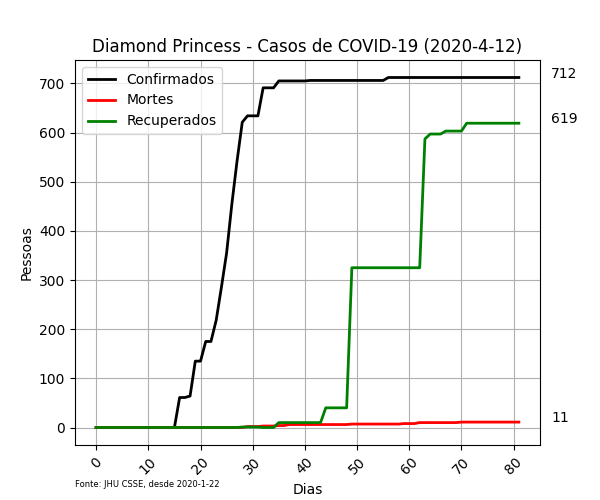 Diamond Princess - Casos de COVID-19 (2020-4-12)
Confirmados
Mortes
Recuperados
712
619
11
Pessoas
700
600
500
400
300
200
100
0
0 10 20 30 40 50 60 70 80
Fonte: JHU CSSE, desde 2020-1-22
Dias